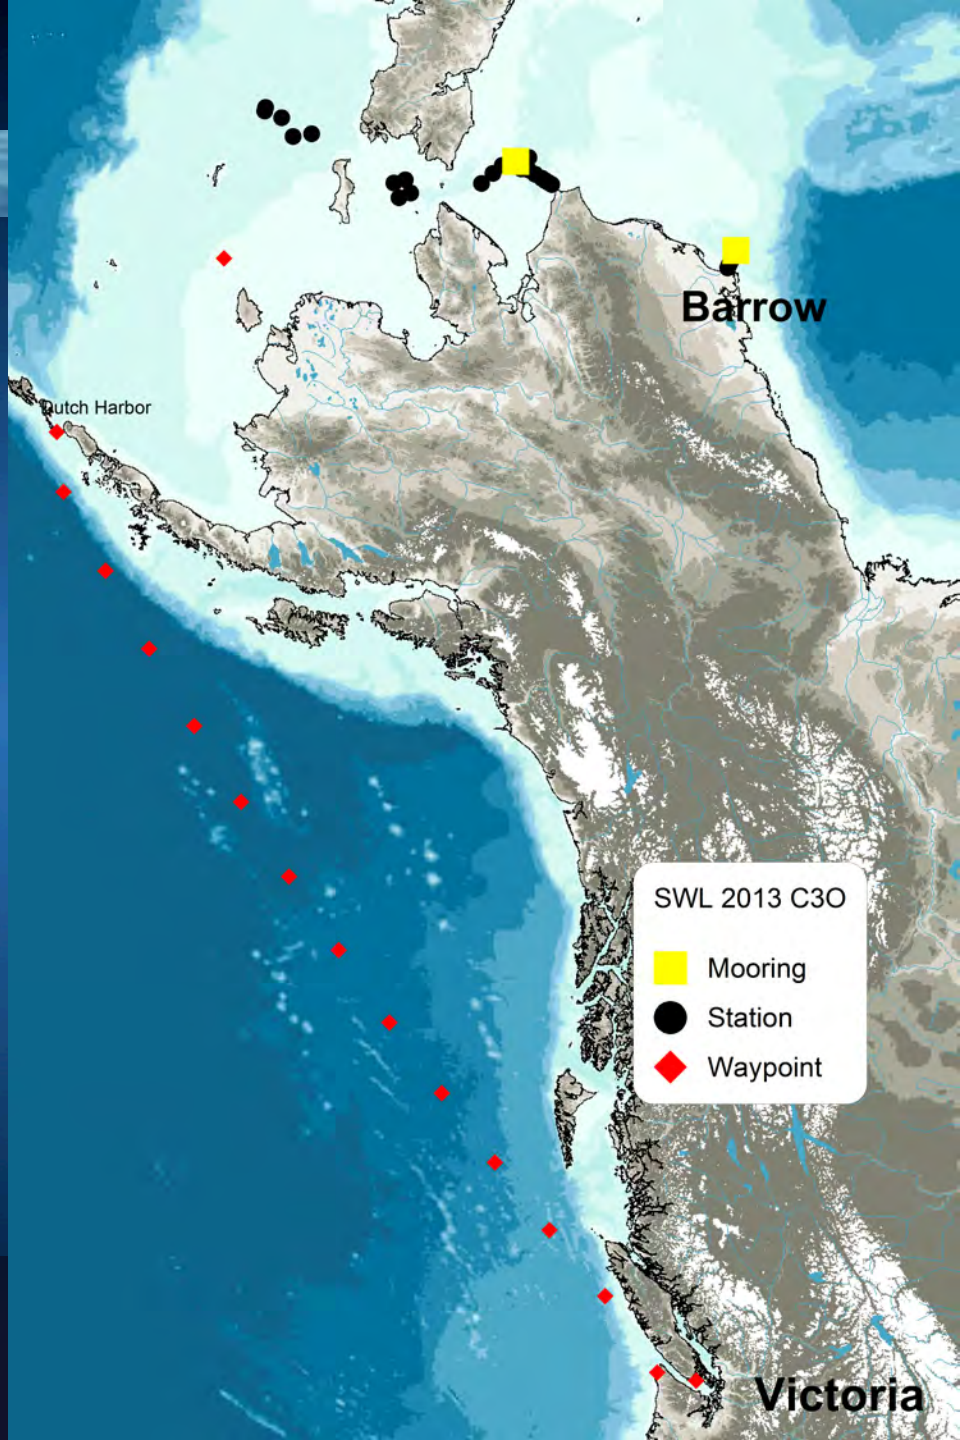 Barrow
Dutch Harbor
SWL 2013 C3O
Mooring
Station
Waypoint
Victoria